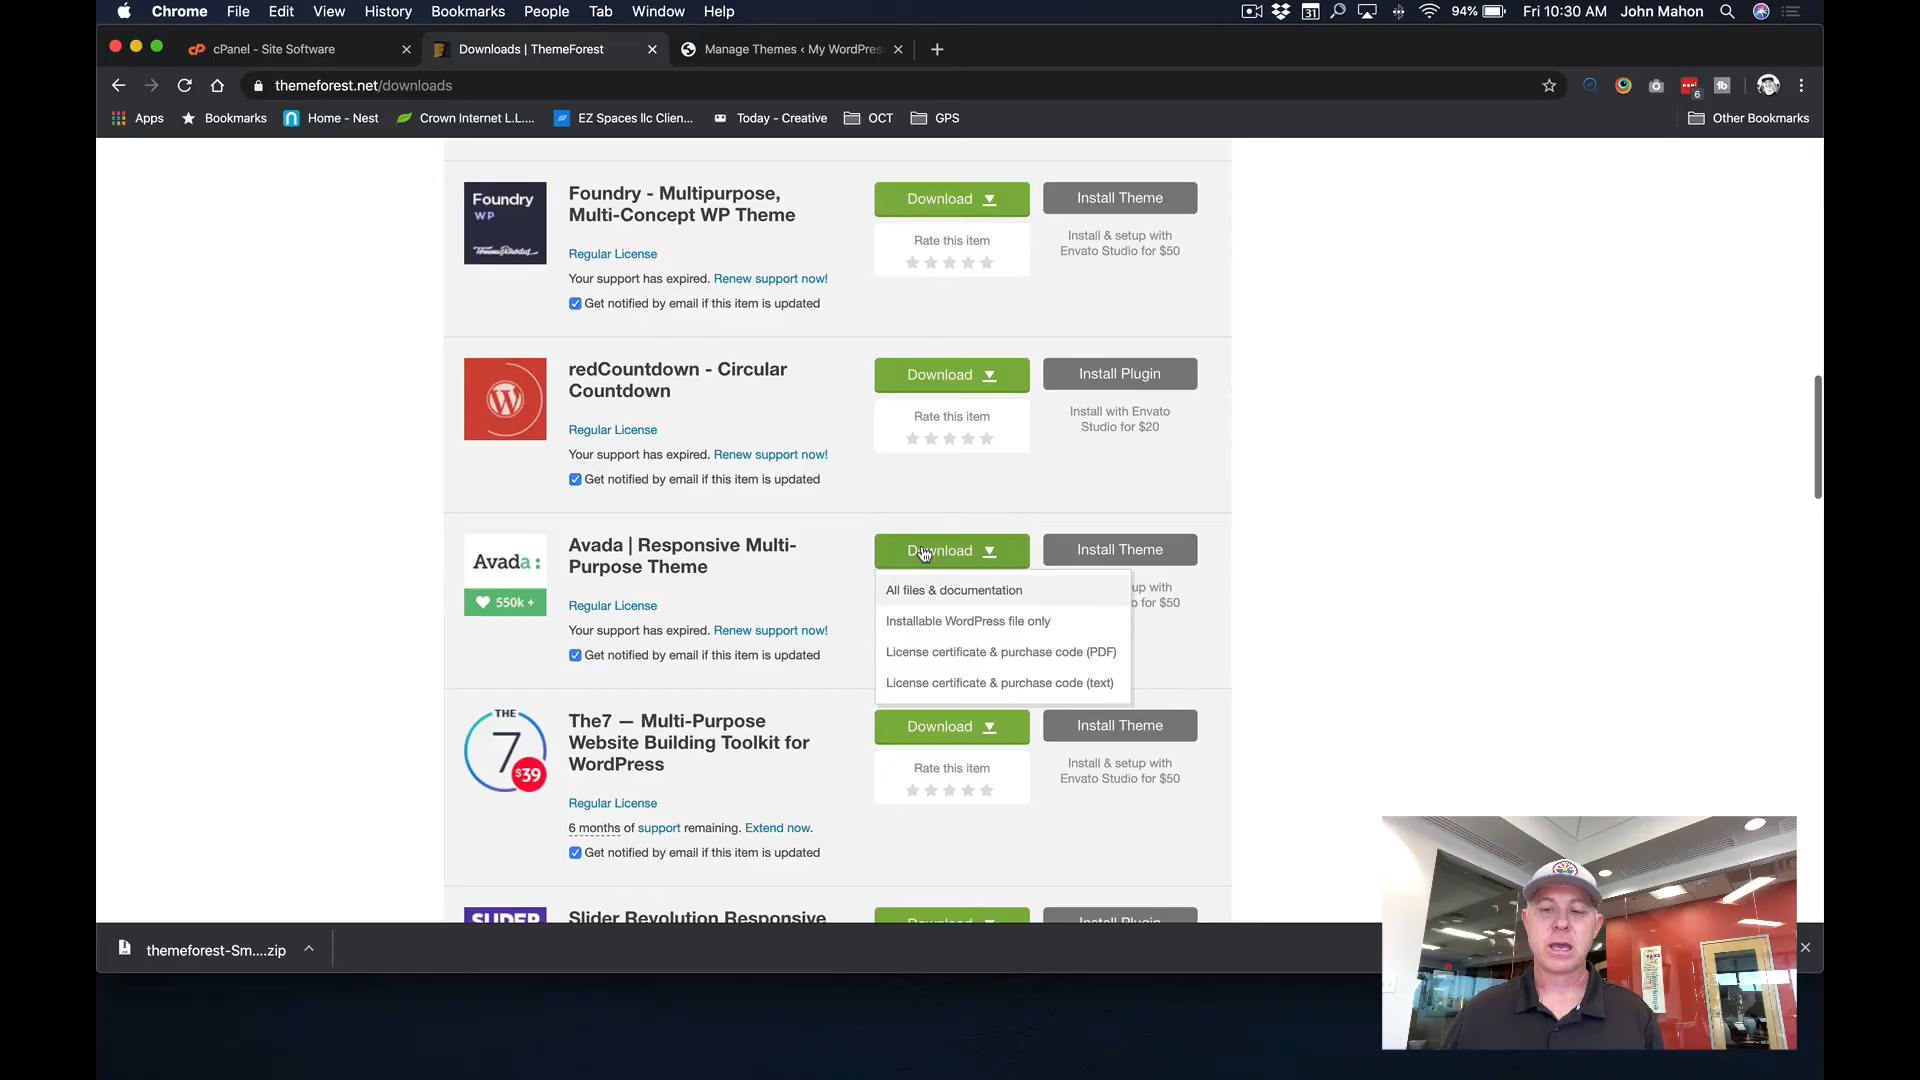 Chrome File Edit View History Bookmarks People Tab Window Help
31 94% Fri 10:30 AM John Mahon
cPanel - Site Software
Downloads | ThemeForest
Manage Themes ‹ My WordPres
themeforest.net/downloads
6
Apps Bookmarks Home - Nest Crown Internet L.L.... EZ Spaces llc Clien... Today - Creative OCT GPS Other Bookmarks
Foundry
WP
Foundry - Multipurpose,
Multi-Concept WP Theme
Regular License
Your support has expired. Renew support now!
Get notified by email if this item is updated
Download
Rate this item
Install Theme
Install & setup with
Envato Studio for $50
redCountdown - Circular
Countdown
Regular License
Your support has expired. Renew support now!
Get notified by email if this item is updated
Download
Rate this item
Install Plugin
Install with Envato
Studio for $20
Avada:
550k +
Avada | Responsive Multi-
Purpose Theme
Regular License
Your support has expired. Renew support now!
Get notified by email if this item is updated
Download
All files & documentation
Installable WordPress file only
License certificate & purchase code (PDF)
License certificate & purchase code (text)
Install Theme
up with
o for $50
THE
7
$39
The7 — Multi-Purpose
Website Building Toolkit for
WordPress
Regular License
6 months of support remaining. Extend now.
Get notified by email if this item is updated
Download
Rate this item
Install Theme
Install & setup with
Envato Studio for $50
SLIDER
Slider Revolution Responsive
Download
Install Plugin
themeforest-Sm....zip